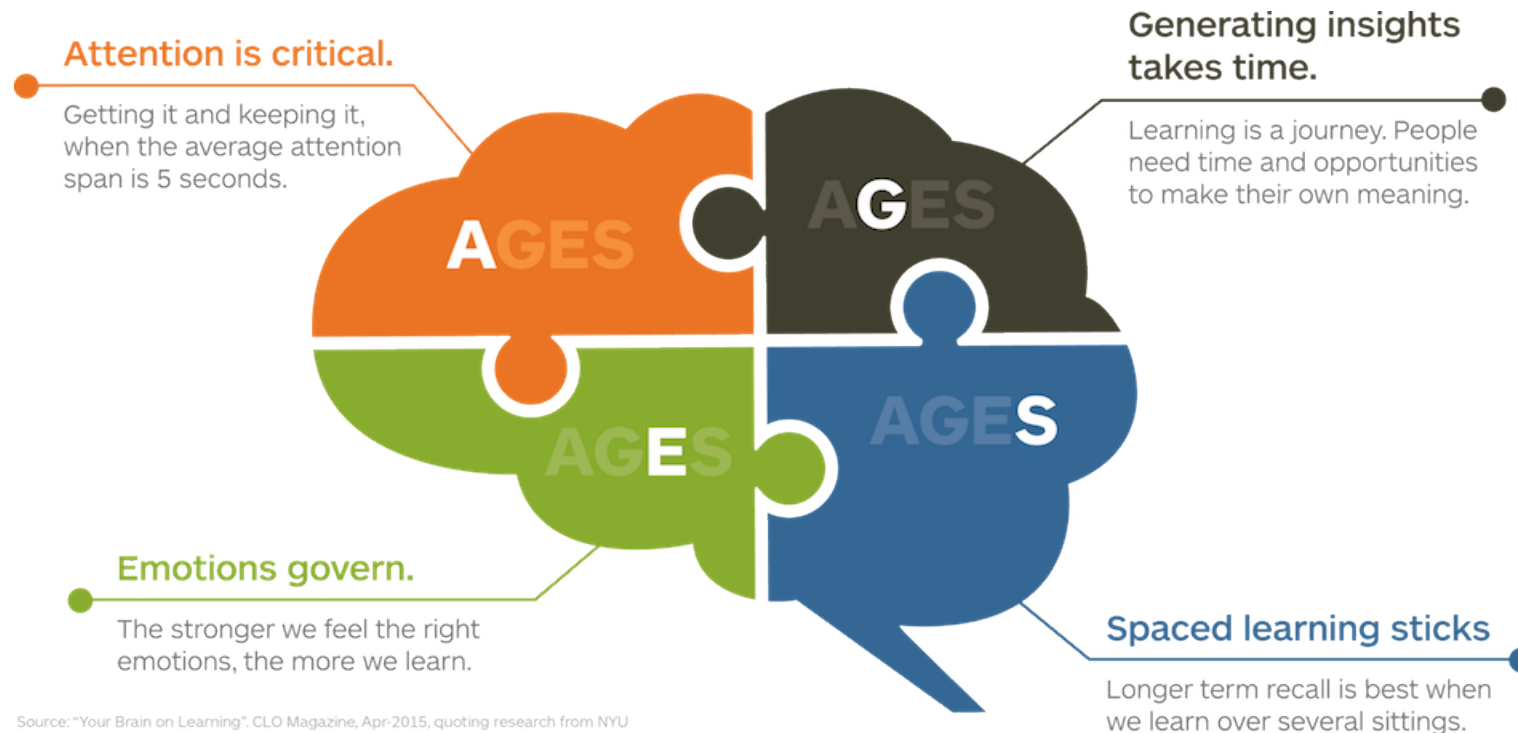 Attention is critical.
Getting it and keeping it,
when the average attention
span is 5 seconds.
Generating insights
takes time.
Learning is a journey. People
need time and opportunities
to make their own meaning.
AGES
AGES
AGES
AGES
Emotions govern.
The stronger we feel the right
emotions, the more we learn.
Spaced learning sticks
Longer term recall is best when
we learn over several sittings.
Source: “Your Brain on Learning”. CLO Magazine, Apr-2015, quoting research from NYU